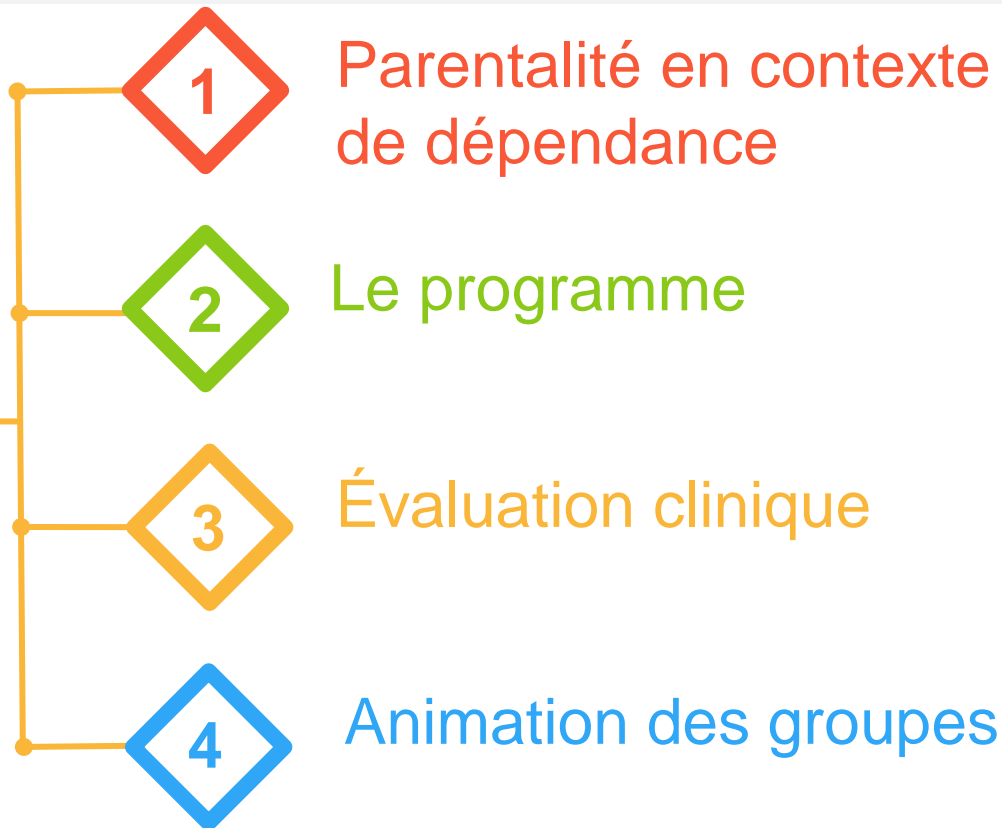 1
Parentalité en contexte
de dépendance
2
Le programme
3
Évaluation clinique
4
Animation des groupes